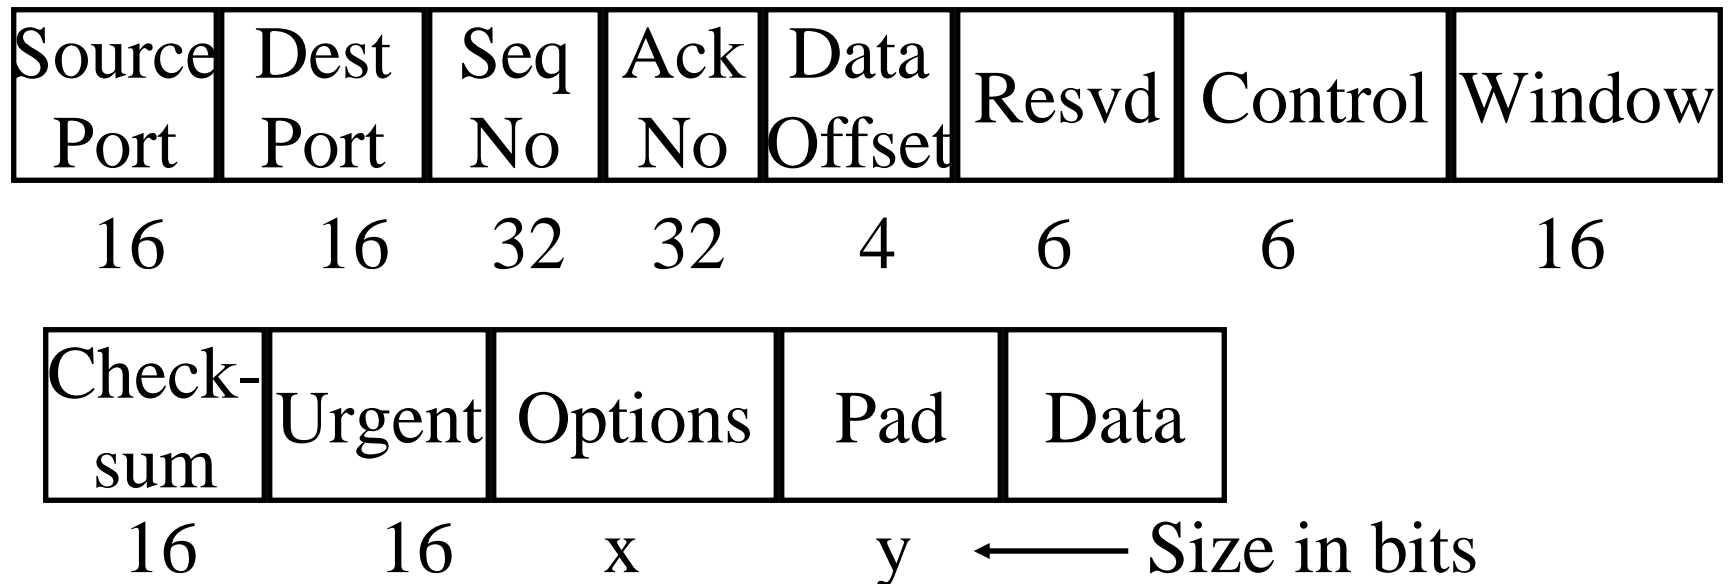 Source Port Dest Port Seq No Ack No Data Offset Resvd Control Window
16 16 32 32 4 6 6 16
Check-sum Urgent Options Pad Data
16 16 x y Size in bits